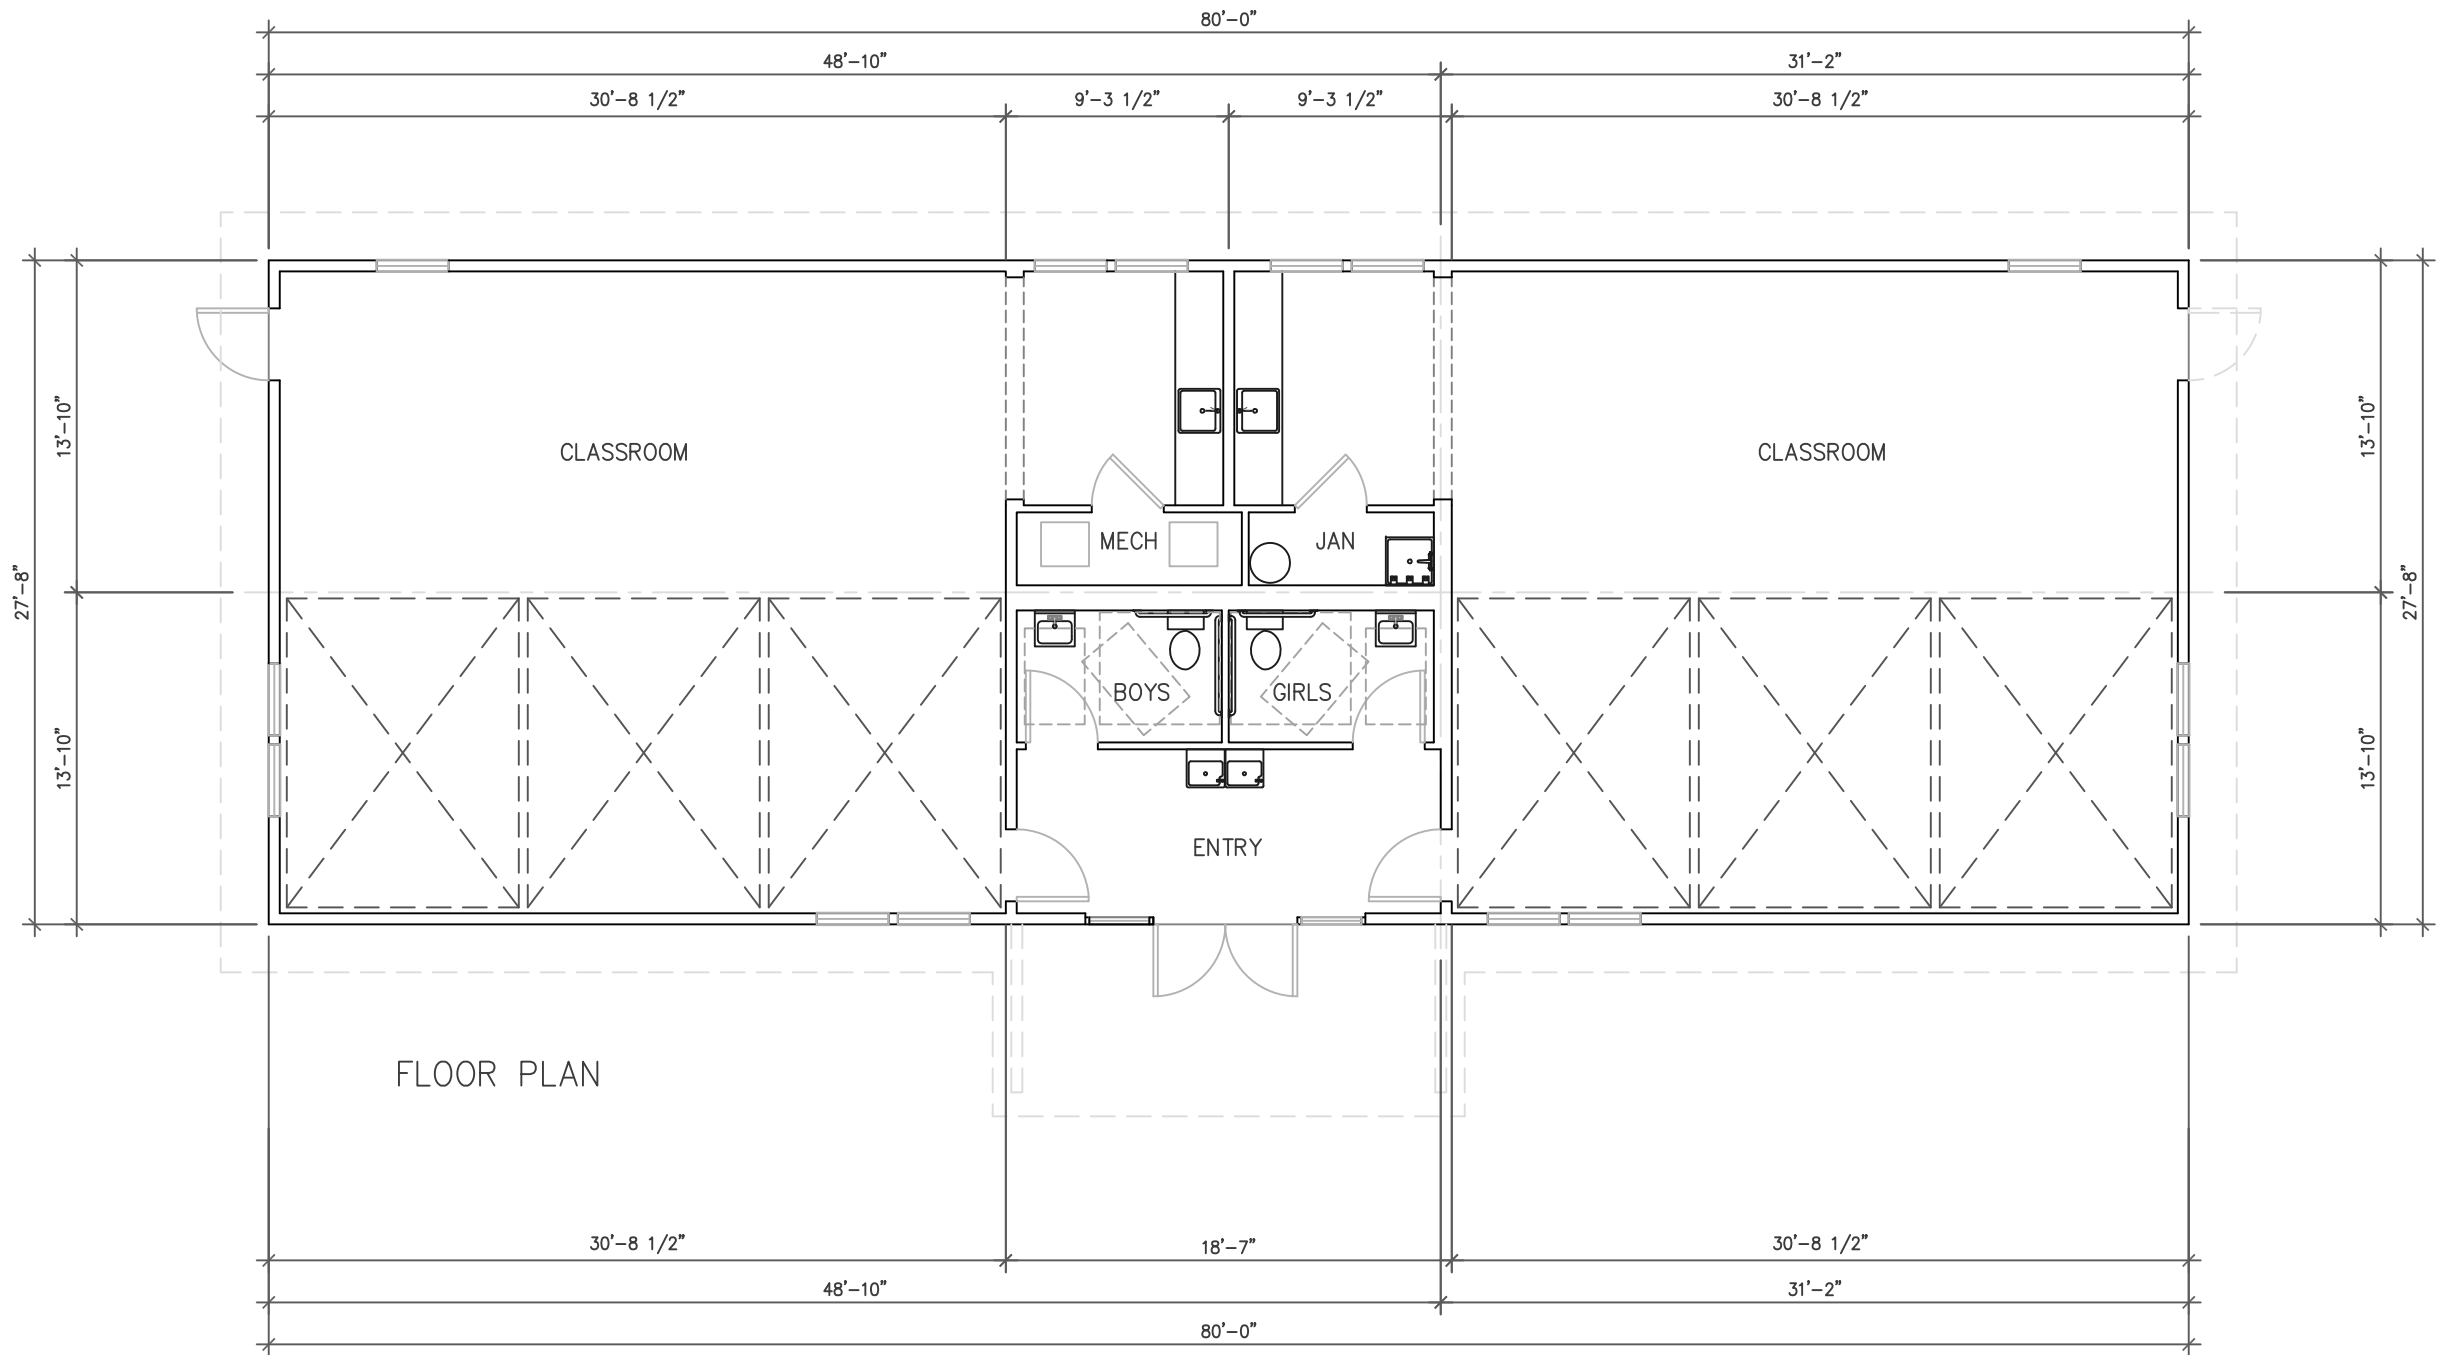 80'-0"
48'-10"
31'-2"
30'-8 1/2"
9'-3 1/2"
9'-3 1/2"
30'-8 1/2"
13'-10"
13'-10"
CLASSROOM
CLASSROOM
MECH
JAN
27'-8"
27'-8"
BOYS
GIRLS
13'-10"
13'-10"
ENTRY
FLOOR PLAN
30'-8 1/2"
18'-7"
30'-8 1/2"
48'-10"
31'-2"
80'-0"